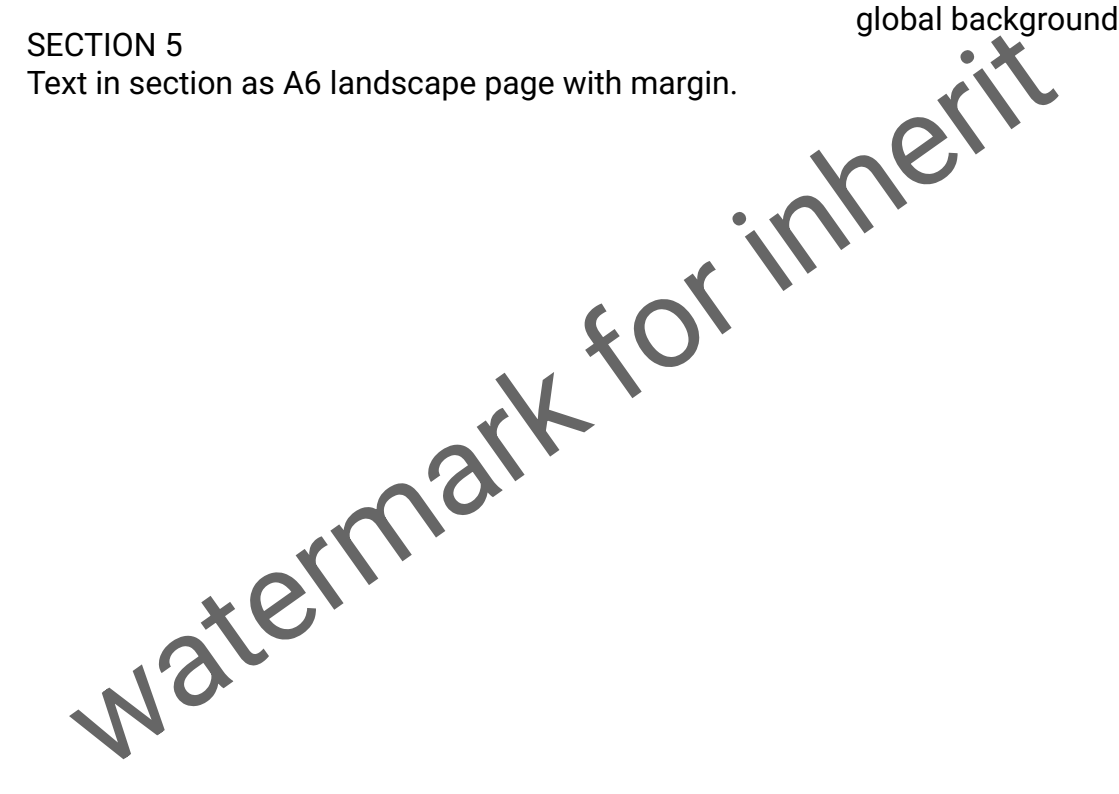 global background
SECTION 5
Text in section as A6 landscape page with margin.
watermark for inherit